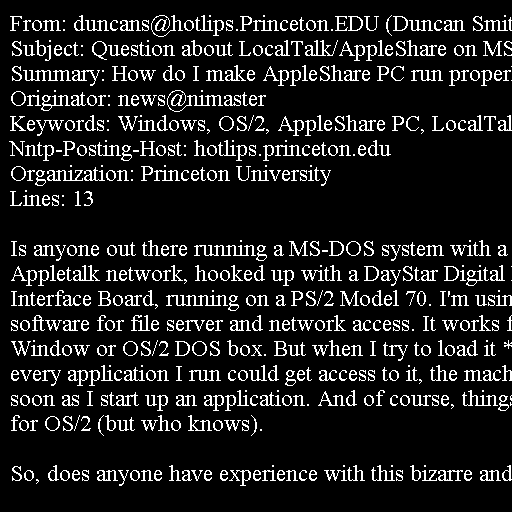 From: duncans@hotlips.Princeton.EDU (Duncan Smit
Subject: Question about LocalTalk/AppleShare on MS
Summary: How do I make AppleShare PC run properl
Originator: news@nimaster
Keywords: Windows, OS/2, AppleShare PC, LocalTal
Nntp-Posting-Host: hotlips.princeton.edu
Organization: Princeton University
Lines: 13

Is anyone out there running a MS-DOS system with a
Appletalk network, hooked up with a DayStar Digital
Interface Board, running on a PS/2 Model 70. I'm usin
software for file server and network access. It works f
Window or OS/2 DOS box. But when I try to load it *
every application I run could get access to it, the mach
soon as I start up an application. And of course, things
for OS/2 (but who knows).

So, does anyone have experience with this bizarre and